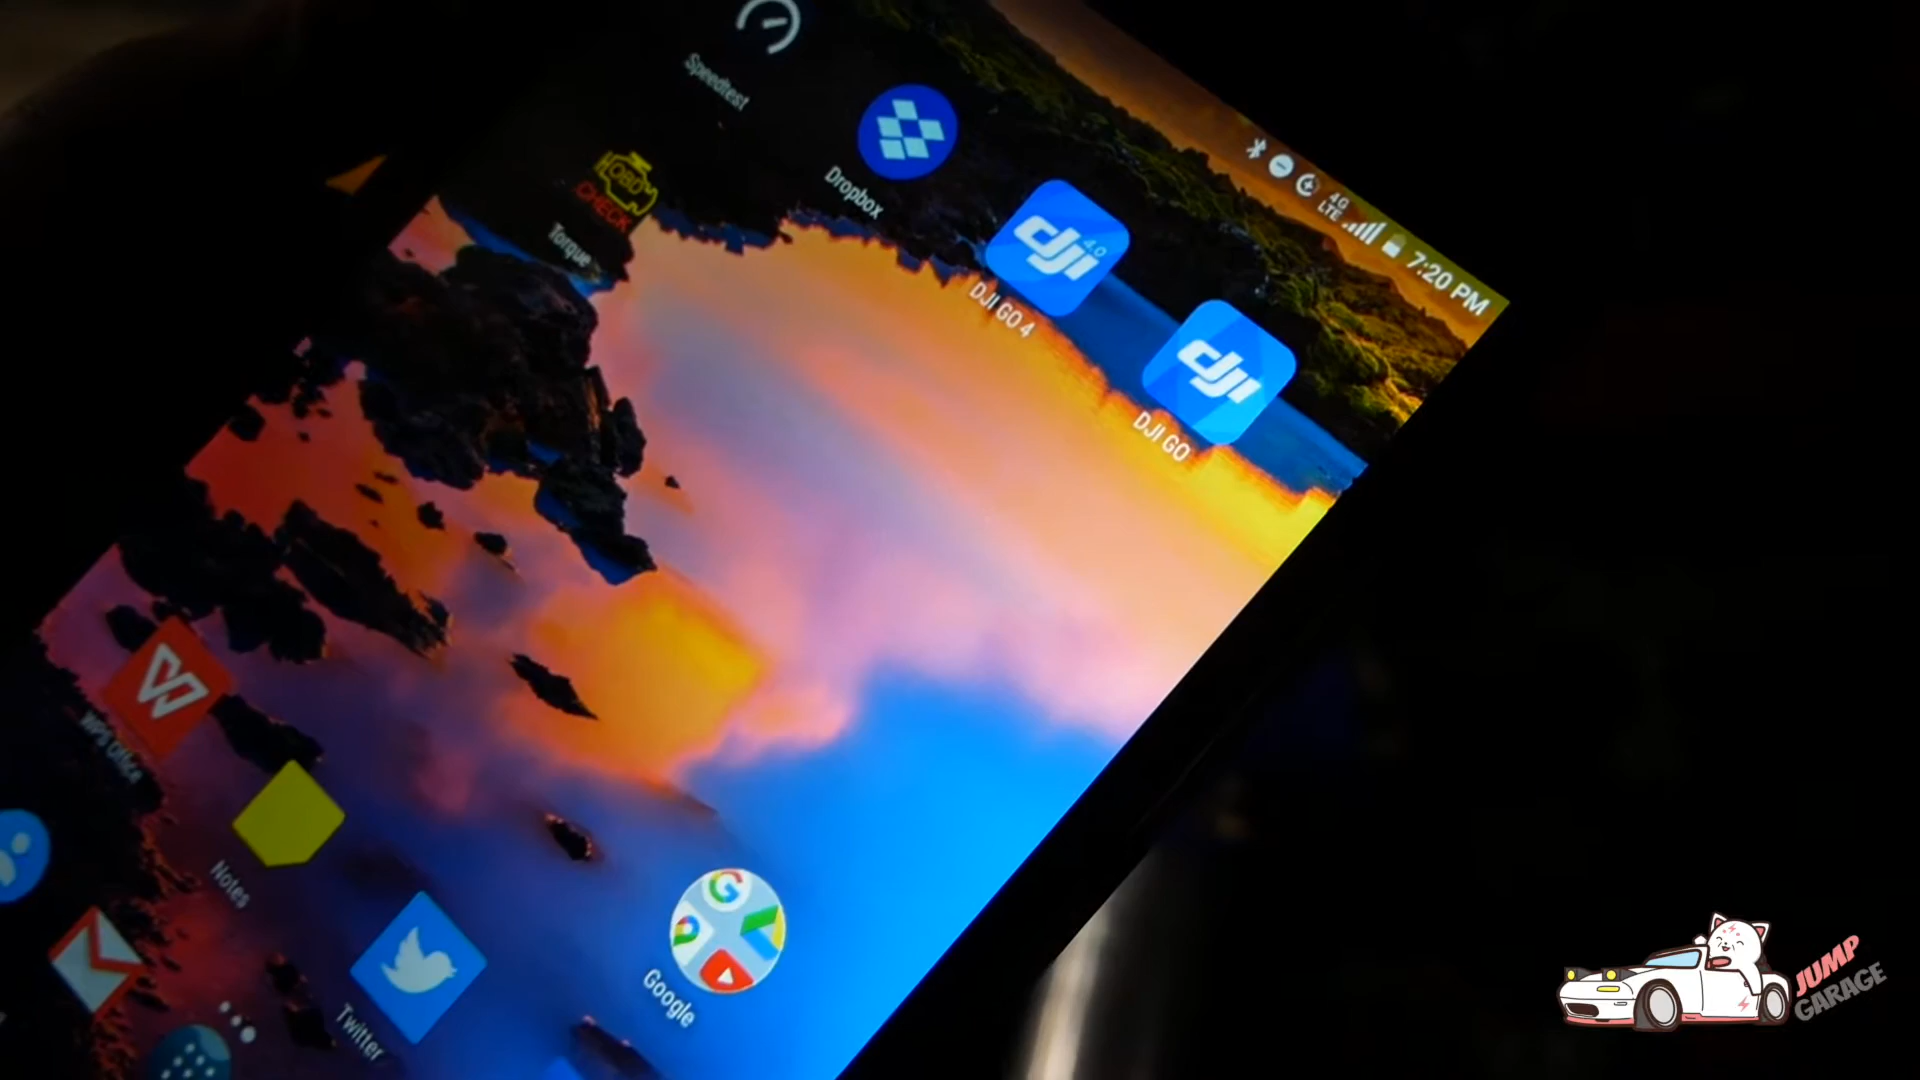 4G
LTE
7:20 PM
Speedtest
Dropbox
4.0
dji
DJI GO 4
dji
DJI GO
OBD
CHECK
Torque
WPS Office
Notes
Twitter
G
Google
JUMP
GARAGE